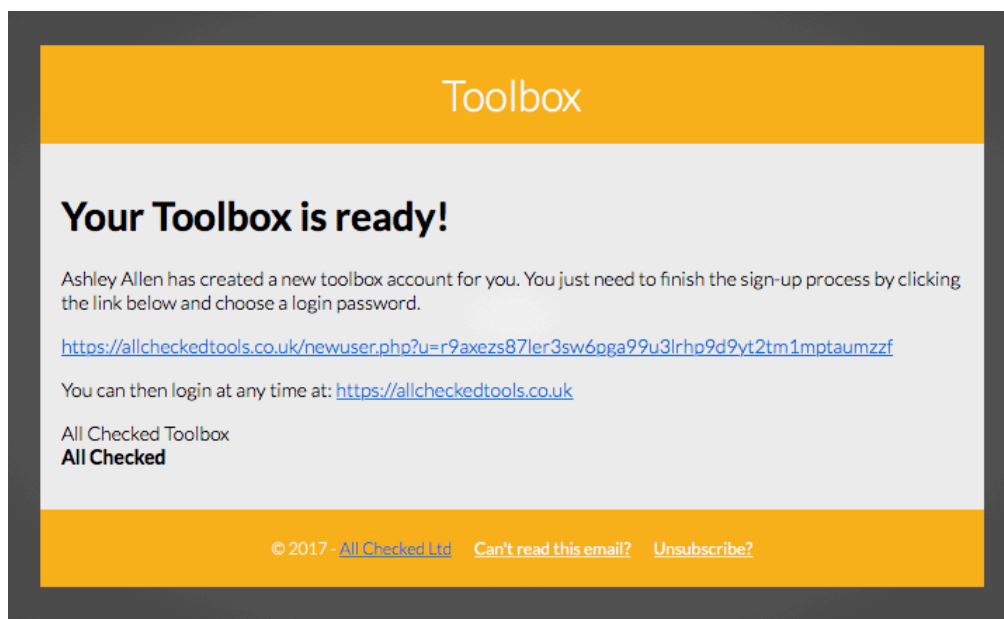 Toolbox
Your Toolbox is ready!
Ashley Allen has created a new toolbox account for you. You just need to finish the sign-up process by clicking
the link below and choose a login password.
https://allcheckedtools.co.uk/newuser.php?u=r9axezs87ler3sw6pga99u3lrhp9d9yt2tm1mptaumzzf
You can then login at any time at: https://allcheckedtools.co.uk
All Checked Toolbox
All Checked
© 2017 - All Checked Ltd Can't read this email? Unsubscribe?